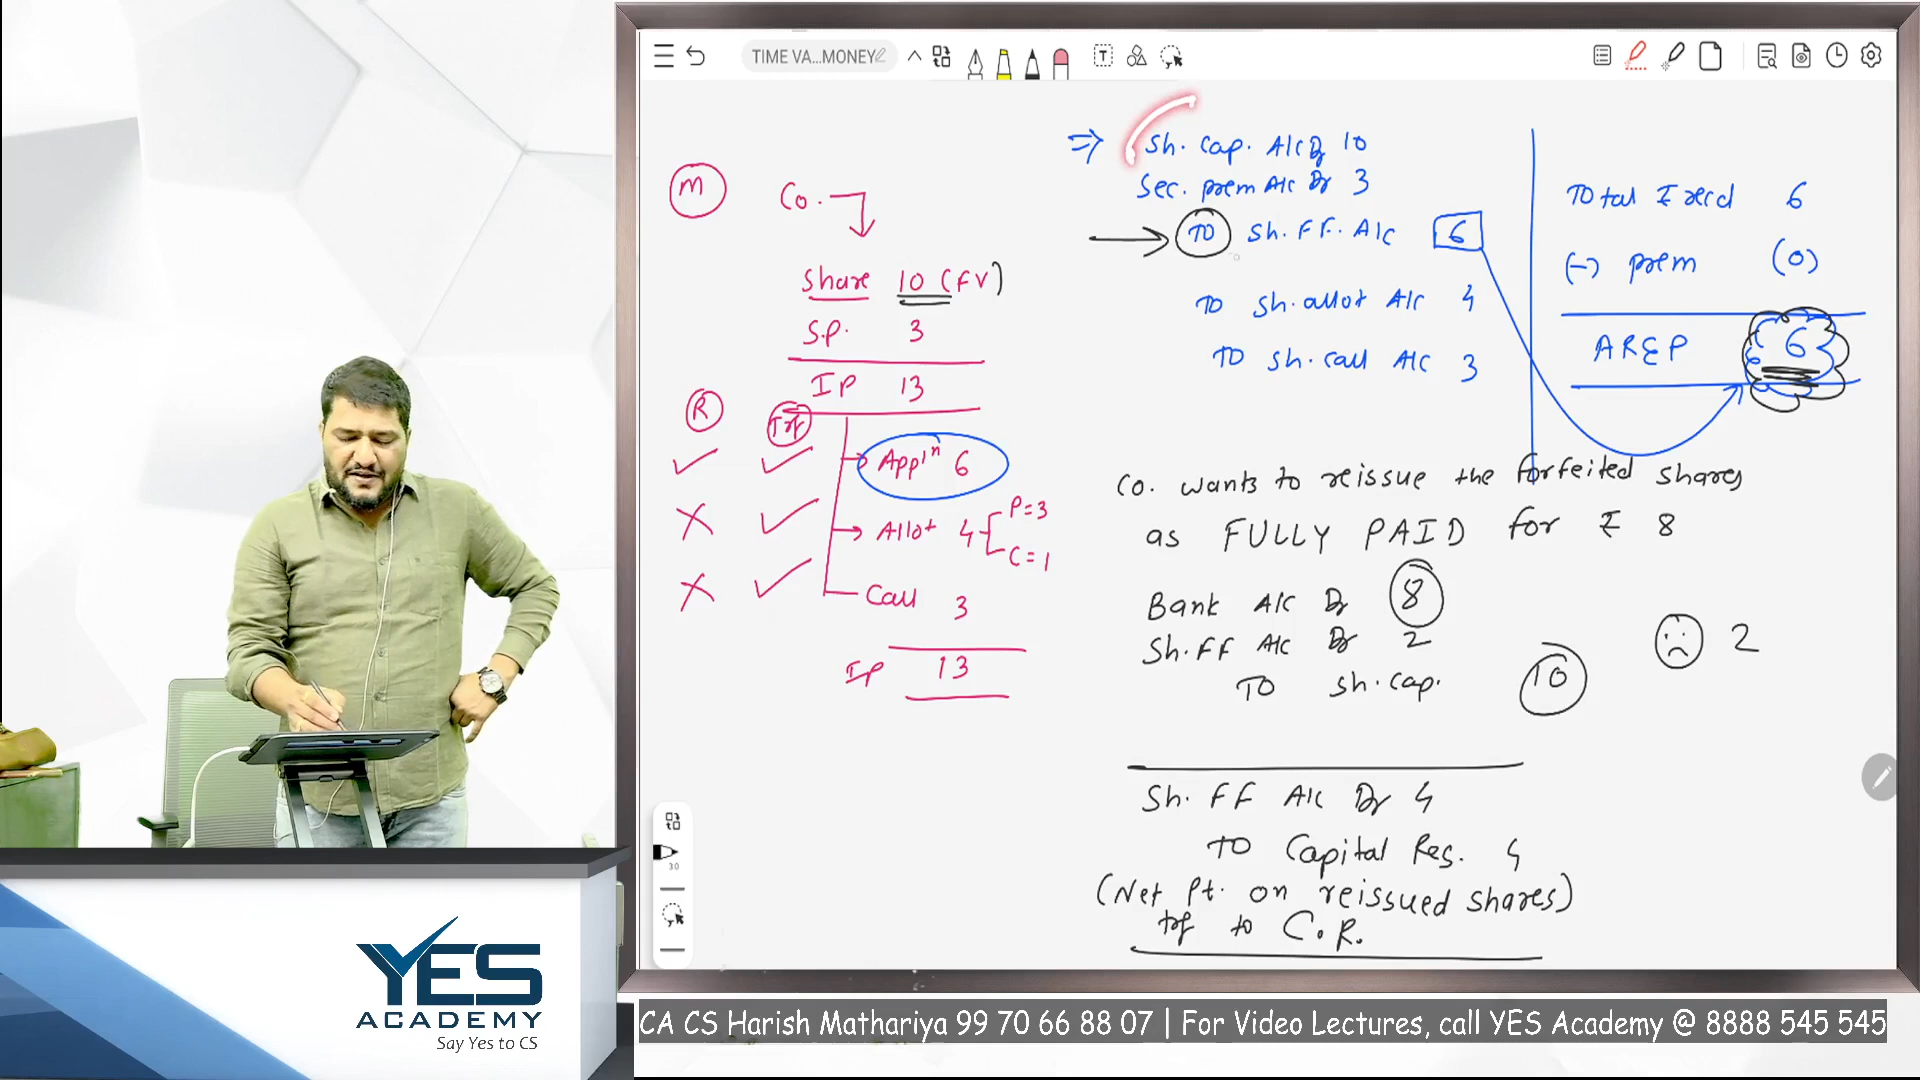 TIME VA...MONEY
M
Co.
Share 10 (FV)
S.P. 3
IP 13
R Trf
Appln 6
Allot 4
P=3
C=1
Call 3
IP 13
⇒ Sh. Cap. A/c Dr 10
Sec. prem A/c Dr 3
TO Sh. FF. A/c 6
TO Sh. allot A/c 4
TO Sh. call A/c 3
Total ₹ recd 6
(-) prem (0)
AREP 6
Co. wants to reissue the forfeited shares
as FULLY PAID for ₹ 8
Bank A/c Dr 8
Sh. FF A/c Dr 2
TO Sh. cap. 10
2
Sh. FF A/c Dr 4
TO Capital Res. 4
(Net Pt. on reissued shares)
trf to C.R.
30
YES
ACADEMY
Say Yes to CS
CA CS Harish Mathariya 99 70 66 88 07 | For Video Lectures, call YES Academy @ 8888 545 545